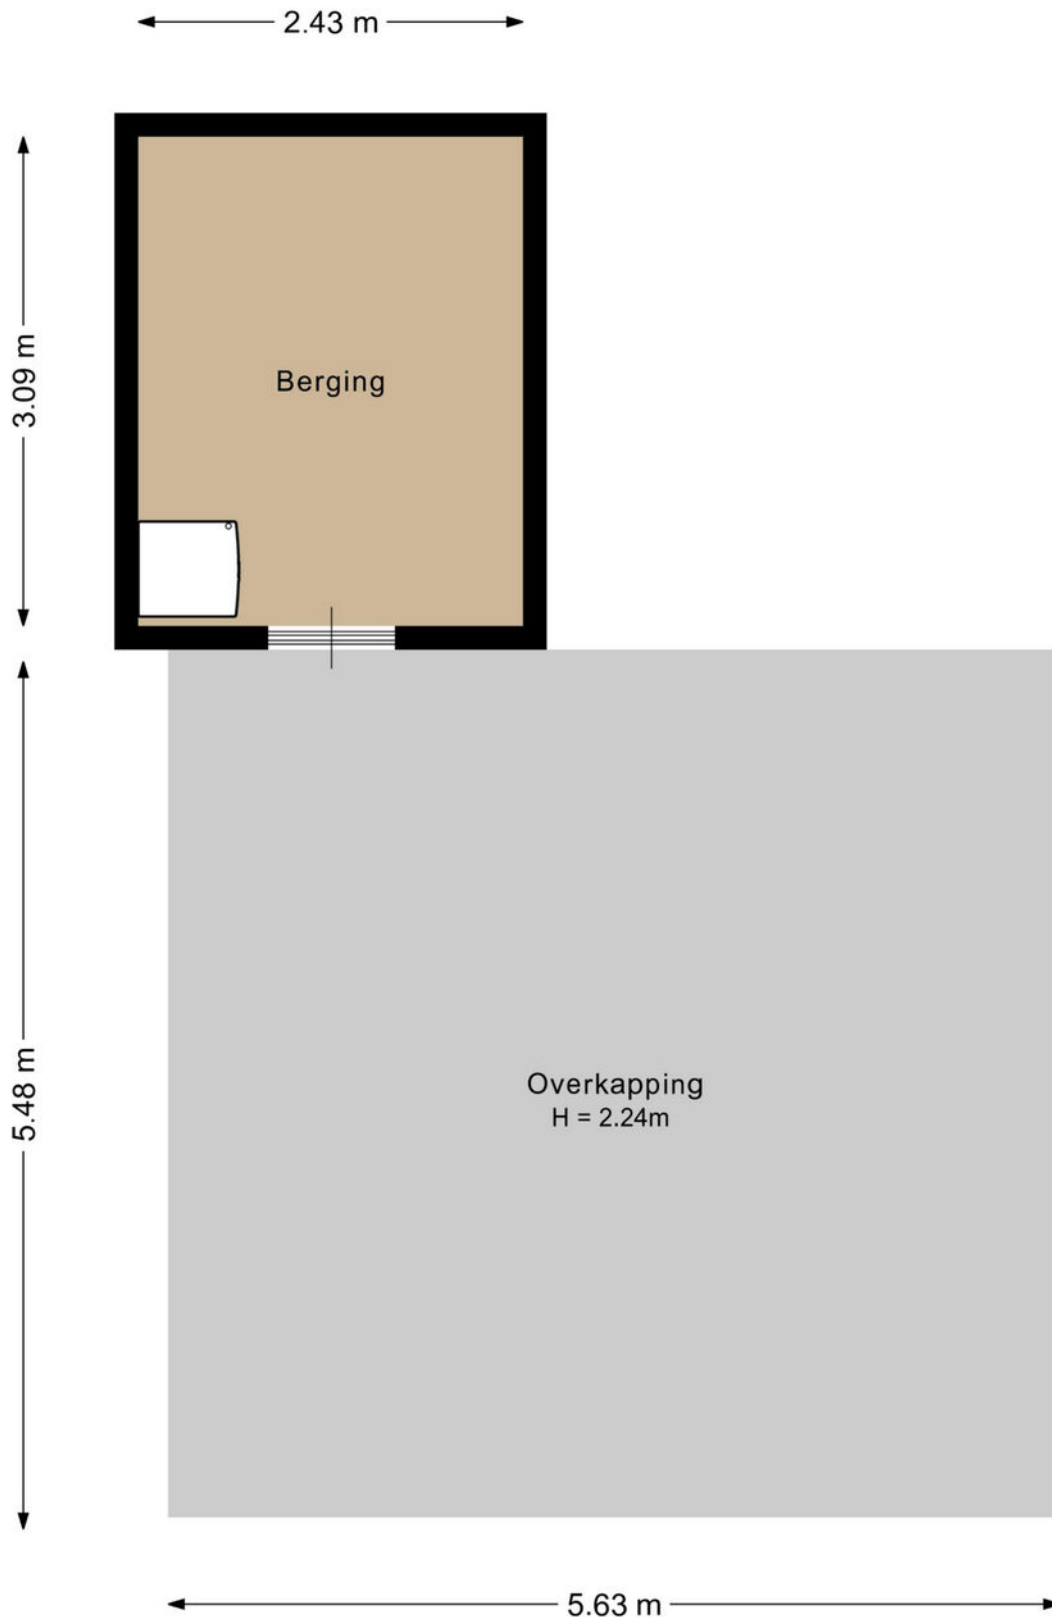 2.43 m
3.09 m
Berging
5.48 m
Overkapping
H = 2.24m
5.63 m